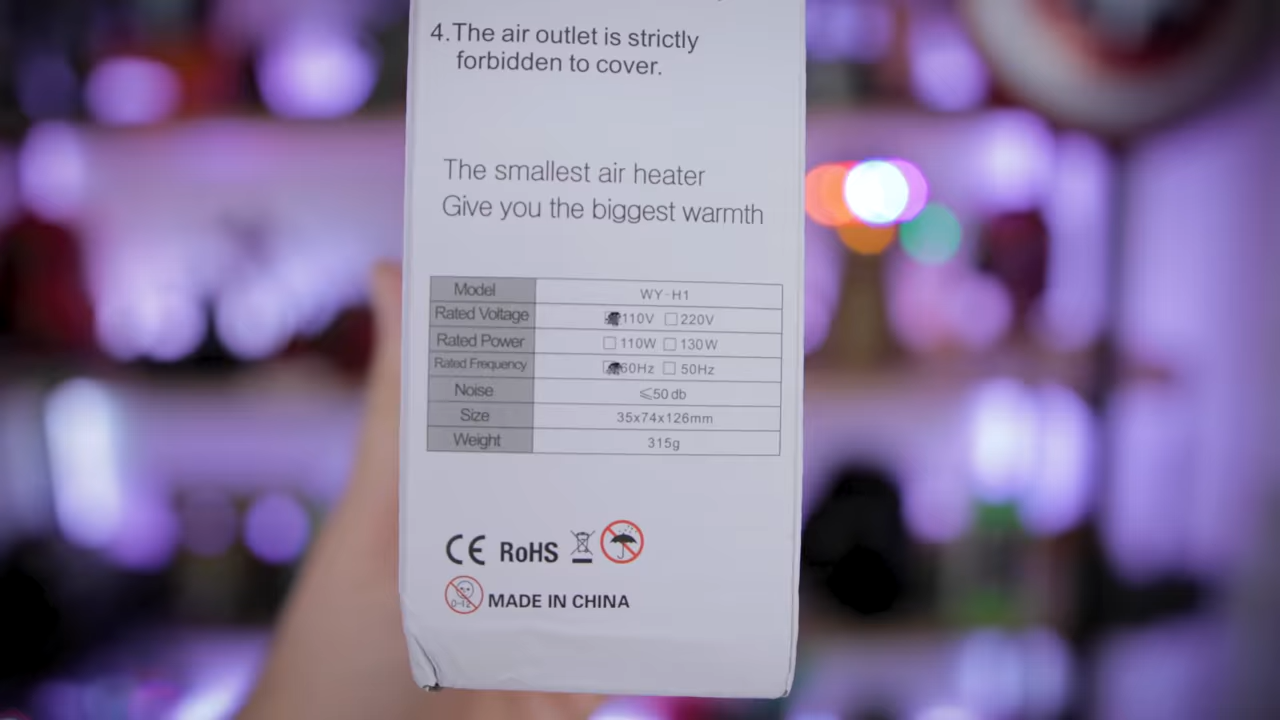 4.The air outlet is strictly
forbidden to cover.
The smallest air heater
Give you the biggest warmth
Model WY-H1
Rated Voltage 110V 220V
Rated Power 110W 130W
Rated Frequency 60Hz 50Hz
Noise ≤50 db
Size 35x74x126mm
Weight 315g
CE RoHS
0-12 MADE IN CHINA